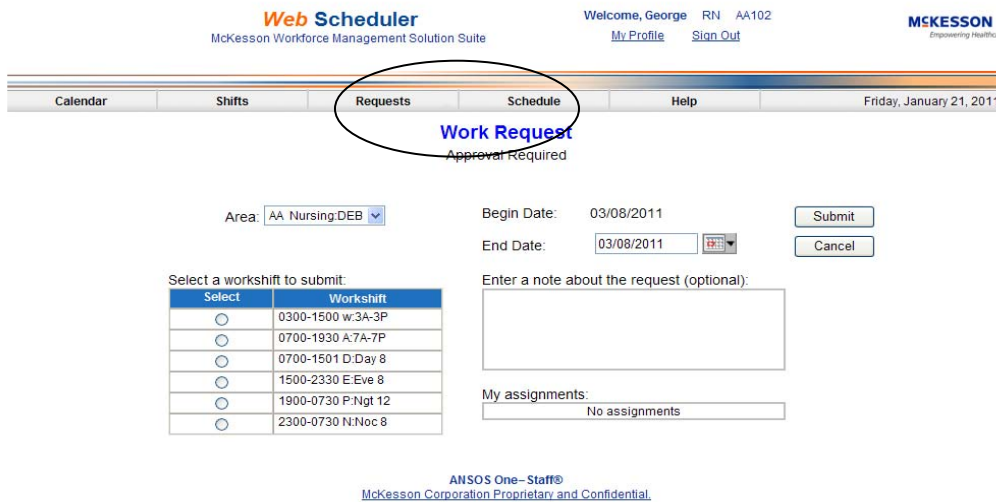 Web Scheduler
McKesson Workforce Management Solution Suite
Welcome, George RN AA102
My Profile Sign Out
MCKESSON
Empowering Healthc
Calendar Shifts Requests Schedule Help Friday, January 21, 2011
Work Request
Approval Required
Area: AA Nursing:DEB
Begin Date: 03/08/2011
Submit
End Date: 03/08/2011
Cancel
Select a workshift to submit:
Select Workshift
0300-1500 w:3A-3P
0700-1930 A:7A-7P
0700-1501 D:Day 8
1500-2330 E:Eve 8
1900-0730 P:Ngt 12
2300-0730 N:Noc 8
Enter a note about the request (optional):
My assignments:
No assignments
ANSOS One-Staff®
McKesson Corporation Proprietary and Confidential.